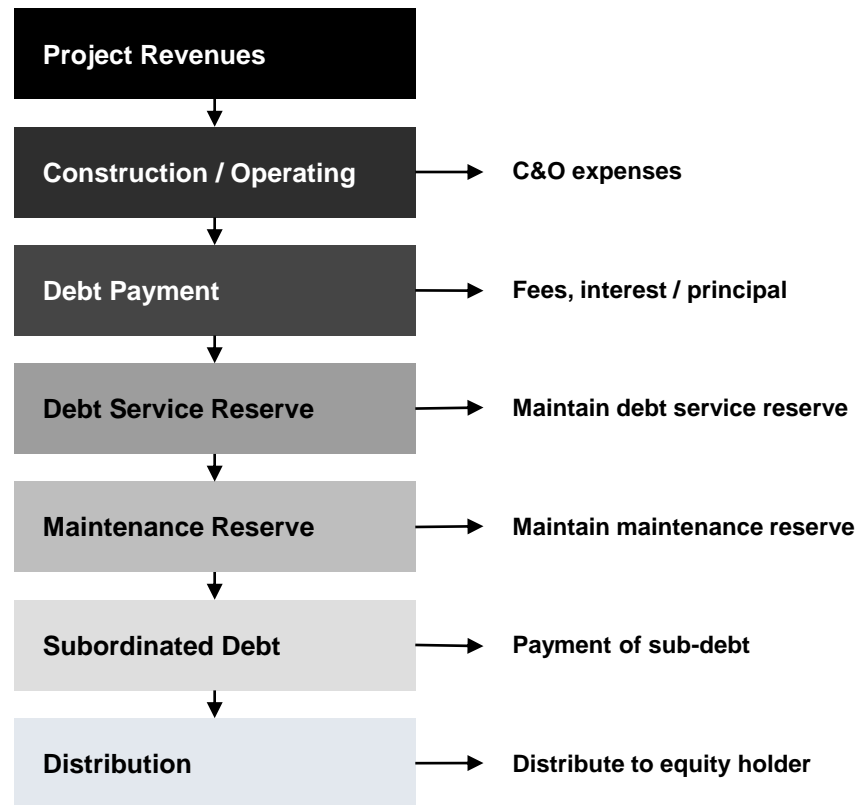 Project Revenues
Construction / Operating
C&O expenses
Debt Payment
Fees, interest / principal
Debt Service Reserve
Maintain debt service reserve
Maintenance Reserve
Maintain maintenance reserve
Subordinated Debt
Payment of sub-debt
Distribution
Distribute to equity holder